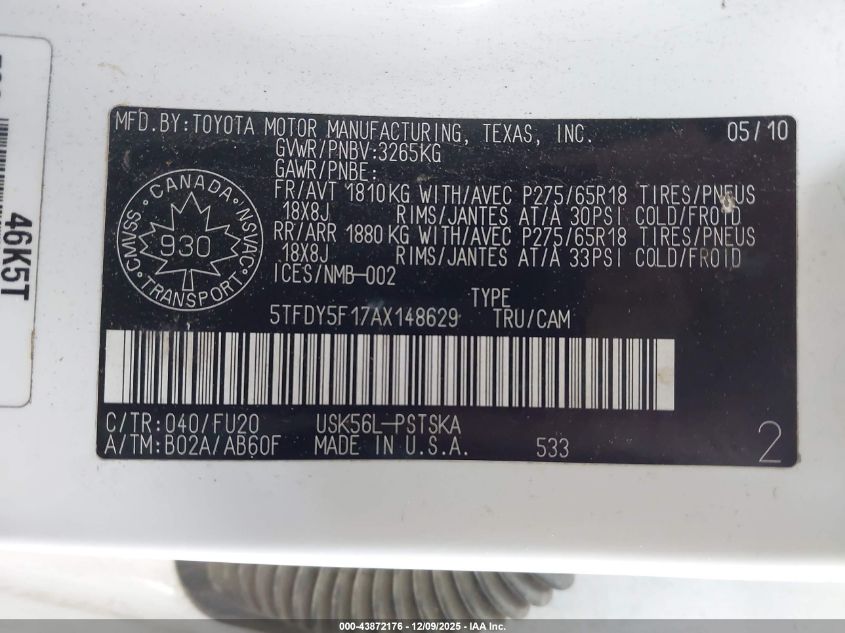 MFD.BY:TOYOTA MOTOR MANUFACTURING, TEXAS, INC. 05/10
GVWR/PNBV:3265KG
GAWR/PNBE:
FR/AVT 1810KG WITH/AVEC P275/65R18 TIRES/PNEUS
18X8J RIMS/JANTES AT/A 30PSI COLD/FROID
RR/ARR 1880KG WITH/AVEC P275/65R18 TIRES/PNEUS
18X8J RIMS/JANTES AT/A 33PSI COLD/FROID
ICES/NMB-002
CANADA
CMVSS NSVAC
930
TRANSPORT
TYPE
5TFDY5F17AX148629 TRU/CAM
C/TR:040/FU20 USK56L-PSTSKA
A/TM:B02A/AB60F MADE IN U.S.A. 533 2
46K5T
000-43872176 - 12/09/2025 - IAA Inc.